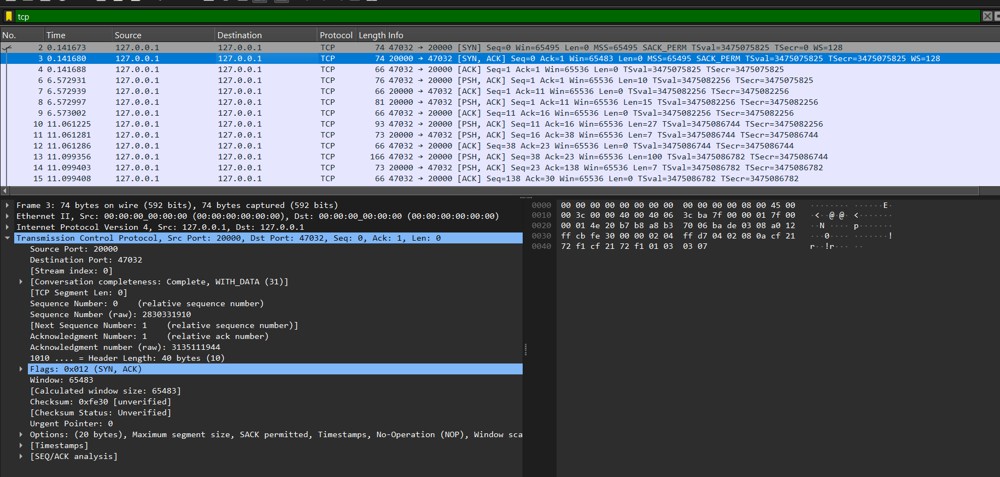 tcp
No. Time Source Destination Protocol Length Info
2 0.141673 127.0.0.1 127.0.0.1 TCP 74 47032 → 20000 [SYN] Seq=0 Win=65495 Len=0 MSS=65495 SACK_PERM TSval=3475075825 TSecr=0 WS=128
3 0.141680 127.0.0.1 127.0.0.1 TCP 74 20000 → 47032 [SYN, ACK] Seq=0 Ack=1 Win=65483 Len=0 MSS=65495 SACK_PERM TSval=3475075825 TSecr=3475075825 WS=128
4 0.141688 127.0.0.1 127.0.0.1 TCP 66 47032 → 20000 [ACK] Seq=1 Ack=1 Win=65536 Len=0 TSval=3475075825 TSecr=3475075825
6 6.572931 127.0.0.1 127.0.0.1 TCP 76 47032 → 20000 [PSH, ACK] Seq=1 Ack=1 Win=65536 Len=10 TSval=3475082256 TSecr=3475075825
7 6.572939 127.0.0.1 127.0.0.1 TCP 66 20000 → 47032 [ACK] Seq=1 Ack=11 Win=65536 Len=0 TSval=3475082256 TSecr=3475082256
8 6.572997 127.0.0.1 127.0.0.1 TCP 81 20000 → 47032 [PSH, ACK] Seq=1 Ack=11 Win=65536 Len=15 TSval=3475082256 TSecr=3475082256
9 6.573002 127.0.0.1 127.0.0.1 TCP 66 47032 → 20000 [ACK] Seq=11 Ack=16 Win=65536 Len=0 TSval=3475082256 TSecr=3475082256
10 11.061225 127.0.0.1 127.0.0.1 TCP 93 47032 → 20000 [PSH, ACK] Seq=11 Ack=16 Win=65536 Len=27 TSval=3475086744 TSecr=3475082256
11 11.061281 127.0.0.1 127.0.0.1 TCP 73 20000 → 47032 [PSH, ACK] Seq=16 Ack=38 Win=65536 Len=7 TSval=3475086744 TSecr=3475086744
12 11.061286 127.0.0.1 127.0.0.1 TCP 66 47032 → 20000 [ACK] Seq=38 Ack=23 Win=65536 Len=0 TSval=3475086744 TSecr=3475086744
13 11.099356 127.0.0.1 127.0.0.1 TCP 166 47032 → 20000 [PSH, ACK] Seq=38 Ack=23 Win=65536 Len=100 TSval=3475086782 TSecr=3475086744
14 11.099403 127.0.0.1 127.0.0.1 TCP 73 20000 → 47032 [PSH, ACK] Seq=23 Ack=138 Win=65536 Len=7 TSval=3475086782 TSecr=3475086782
15 11.099408 127.0.0.1 127.0.0.1 TCP 66 47032 → 20000 [ACK] Seq=138 Ack=30 Win=65536 Len=0 TSval=3475086782 TSecr=3475086782
Frame 3: 74 bytes on wire (592 bits), 74 bytes captured (592 bits)
Ethernet II, Src: 00:00:00_00:00:00 (00:00:00:00:00:00), Dst: 00:00:00_00:00:00 (00:00:00:00:00:00)
Internet Protocol Version 4, Src: 127.0.0.1, Dst: 127.0.0.1
Transmission Control Protocol, Src Port: 20000, Dst Port: 47032, Seq: 0, Ack: 1, Len: 0
Source Port: 20000
Destination Port: 47032
[Stream index: 0]
[Conversation completeness: Complete, WITH_DATA (31)]
[TCP Segment Len: 0]
Sequence Number: 0 (relative sequence number)
Sequence Number (raw): 2830331910
[Next Sequence Number: 1 (relative sequence number)]
Acknowledgment Number: 1 (relative ack number)
Acknowledgment number (raw): 3135111944
1010 .... = Header Length: 40 bytes (10)
Flags: 0x012 (SYN, ACK)
Window: 65483
[Calculated window size: 65483]
Checksum: 0xfe30 [unverified]
[Checksum Status: Unverified]
Urgent Pointer: 0
Options: (20 bytes), Maximum segment size, SACK permitted, Timestamps, No-Operation (NOP), Window sca
[Timestamps]
[SEQ/ACK analysis]
0000 00 00 00 00 00 00 00 00 00 00 00 00 08 00 45 00 ········ ······E·
0010 00 3c 00 00 40 00 40 06 3c ba 7f 00 00 01 7f 00 ·<··@·@· <·······
0020 00 01 4e 20 b7 b8 a8 b3 70 06 ba de 03 08 a0 12 ··N ···· p·······
0030 ff cb fe 30 00 00 02 04 ff d7 04 02 08 0a cf 21 ···0···· ·······!
0040 72 f1 cf 21 72 f1 01 03 03 07 r··!r··· ··